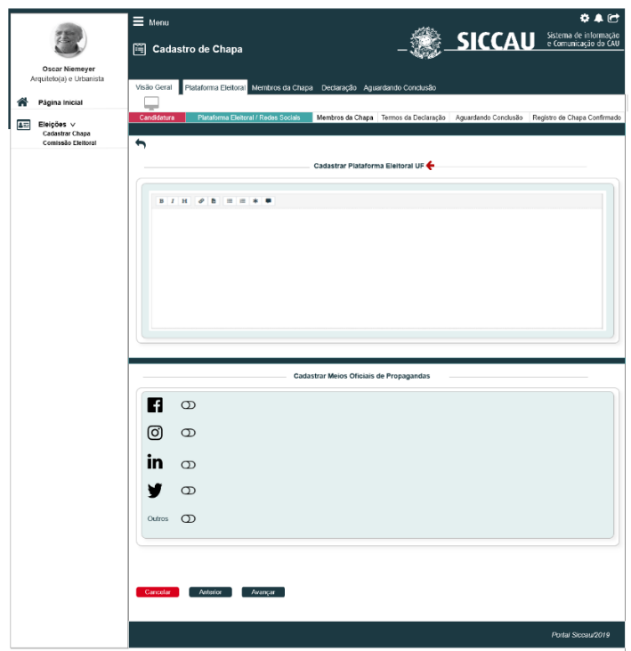 Oscar Niemeyer
Arquiteto(a) e Urbanista
Página Inicial
Eleições
Cadastrar Chapa
Comissão Eleitoral
Menu
Cadastro de Chapa
SICCAU
Sistema de Informação
e Comunicação do CAU
Visão Geral Plataforma Eleitoral Membros da Chapa Declaração Aguardando Conclusão
Candidatura Plataforma Eleitoral / Redes Sociais Membros da Chapa Termos da Declaração Aguardando Conclusão Registro de Chapa Confirmado
Cadastrar Plataforma Eleitoral UF
B I H
Cadastrar Meios Oficiais de Propagandas
Outros
Cancelar Anterior Avançar
Portal Siccau/2019